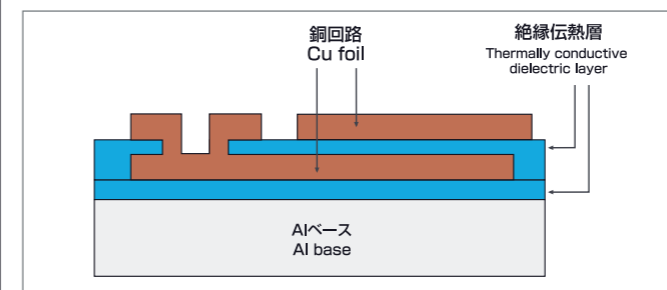 銅回路
Cu foil
絶縁伝熱層
Thermally conductive
dielectric layer
Alベース
Al base